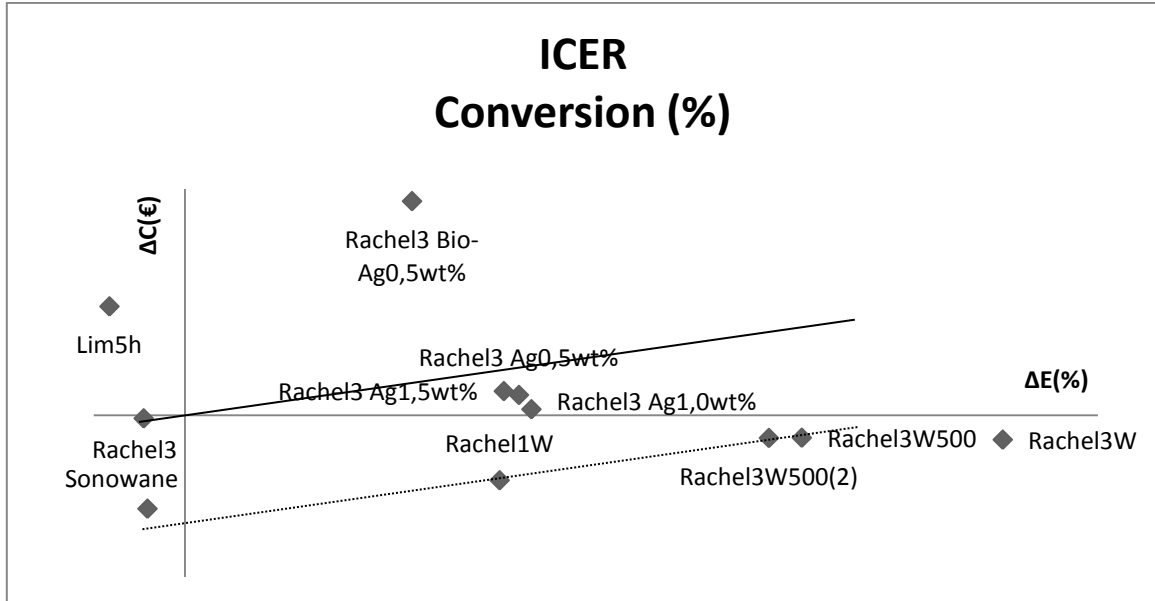 ICER
Conversion (%)
ΔC(€)
Rachel3 Bio-
Ag0,5wt%
Lim5h
Rachel3 Ag0,5wt%
ΔE(%)
Rachel3 Ag1,5wt%
Rachel3 Ag1,0wt%
Rachel3
Sonowane
Rachel1W
Rachel3W500
Rachel3W
Rachel3W500(2)